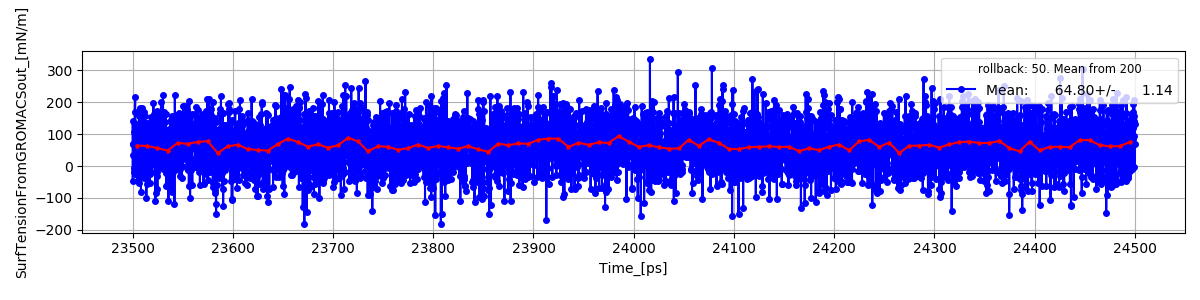 SurfTensionFromGROMACSout_[mN/m]
300
200
100
0
−100
−200
rollback: 50. Mean from 200
Mean: 64.80+/- 1.14
23500 23600 23700 23800 23900 24000 24100 24200 24300 24400 24500
Time_[ps]